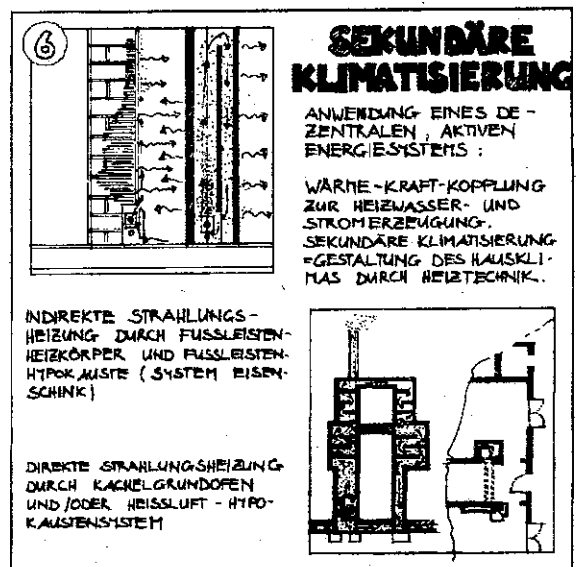 6
SEKUNDÄRE
KLIMATISIERUNG
ANWENDUNG EINES DE-
ZENTRALEN, AKTIVEN
ENERGIESYSTEMS:
WÄRME-KRAFT-KOPPLUNG
ZUR HEIZWASSER- UND
STROMERZEUGUNG.
SEKUNDÄRE KLIMATISIERUNG
=GESTALTUNG DES HAUSKLI-
MAS DURCH HEIZTECHNIK.
INDIREKTE STRAHLUNGS-
HEIZUNG DURCH FUSSLEISTEN-
HEIZKÖRPER UND FUSSLEISTEN-
HYPOKAUSTE (SYSTEM EISEN-
SCHINK)
DIREKTE STRAHLUNGSHEIZUNG
DURCH KACHELGRUNDOFEN
UND/ODER HEISSLUFT-HYPO-
KAUSTENSYSTEM